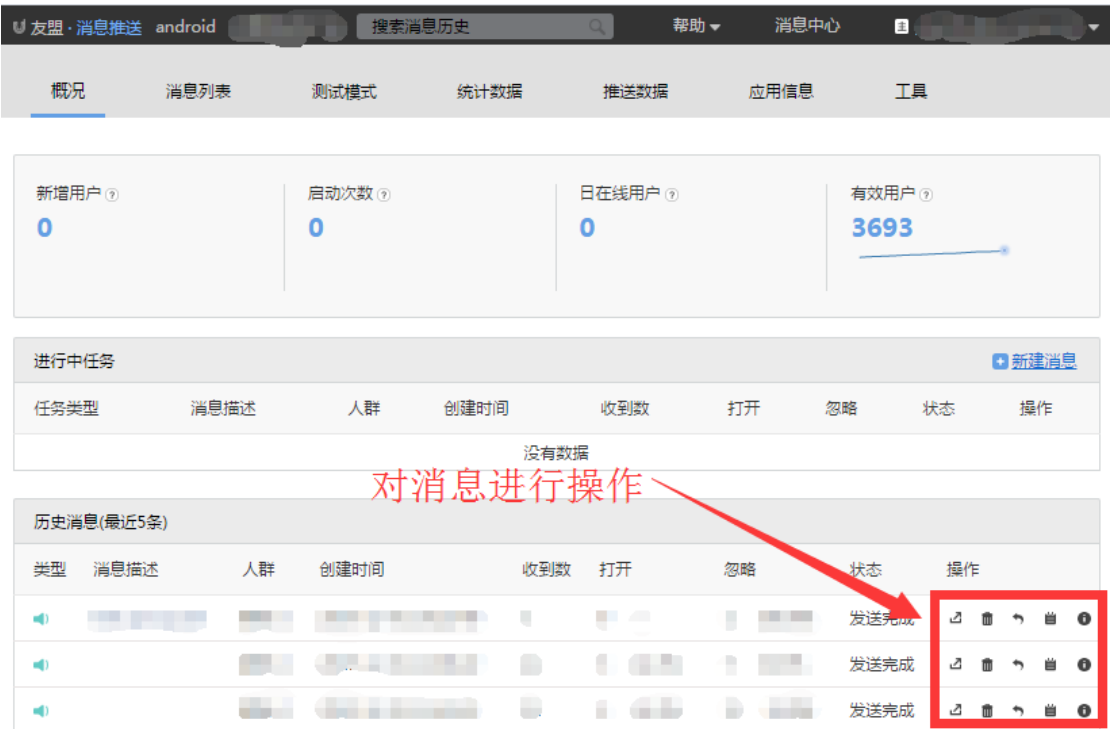 友盟·消息推送 android 搜索消息历史 帮助 消息中心 主
概况 消息列表 测试模式 统计数据 推送数据 应用信息 工具
新增用户 启动次数 日在线用户 有效用户
0 0 0 3693
进行中任务 新建消息
任务类型 消息描述 人群 创建时间 收到数 打开 忽略 状态 操作
没有数据
对消息进行操作
历史消息(最近5条)
类型 消息描述 人群 创建时间 收到数 打开 忽略 状态 操作
发送完成
发送完成
发送完成